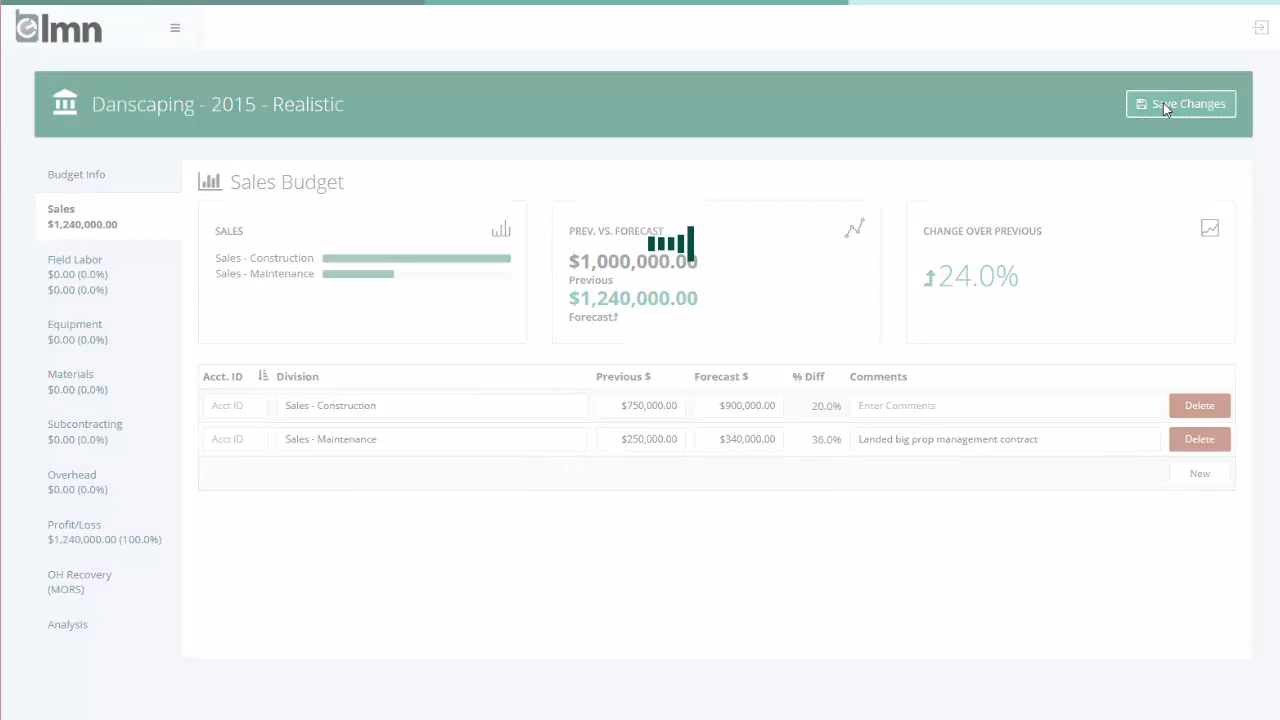 lmn
Danscaping - 2015 - Realistic
Save Changes
Budget Info
Sales
$1,240,000.00
Field Labor
$0.00 (0.0%)
$0.00 (0.0%)
Equipment
$0.00 (0.0%)
Materials
$0.00 (0.0%)
Subcontracting
$0.00 (0.0%)
Overhead
$0.00 (0.0%)
Profit/Loss
$1,240,000.00 (100.0%)
OH Recovery
(MORS)
Analysis
Sales Budget
SALES
Sales - Construction
Sales - Maintenance
PREV. VS. FORECAST
$1,000,000.00
Previous
$1,240,000.00
Forecast
CHANGE OVER PREVIOUS
24.0%
Acct. ID Division Previous $ Forecast $ % Diff Comments
Acct ID Sales - Construction $750,000.00 $900,000.00 20.0% Enter Comments Delete
Acct ID Sales - Maintenance $250,000.00 $340,000.00 36.0% Landed big prop management contract Delete
New